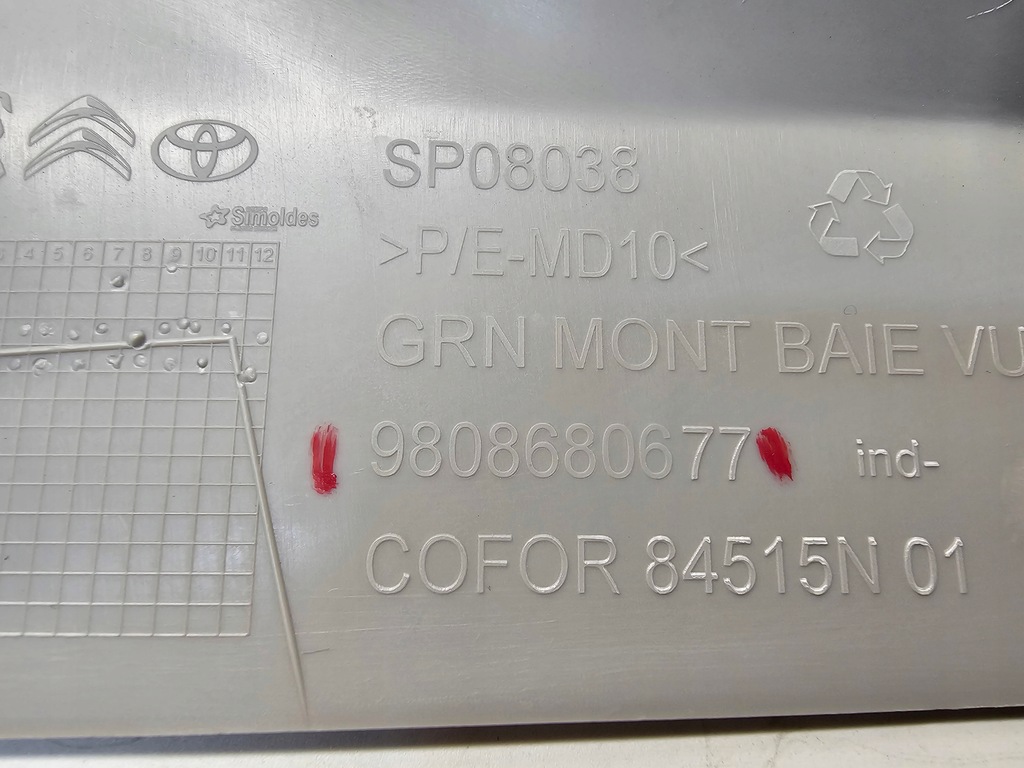 SP08038
Simoldes
>P/E-MD10<
3 4 5 6 7 8 9 10 11 12
G
GRN MONT BAIE VU
9808680677 ind-
COFOR 84515N 01